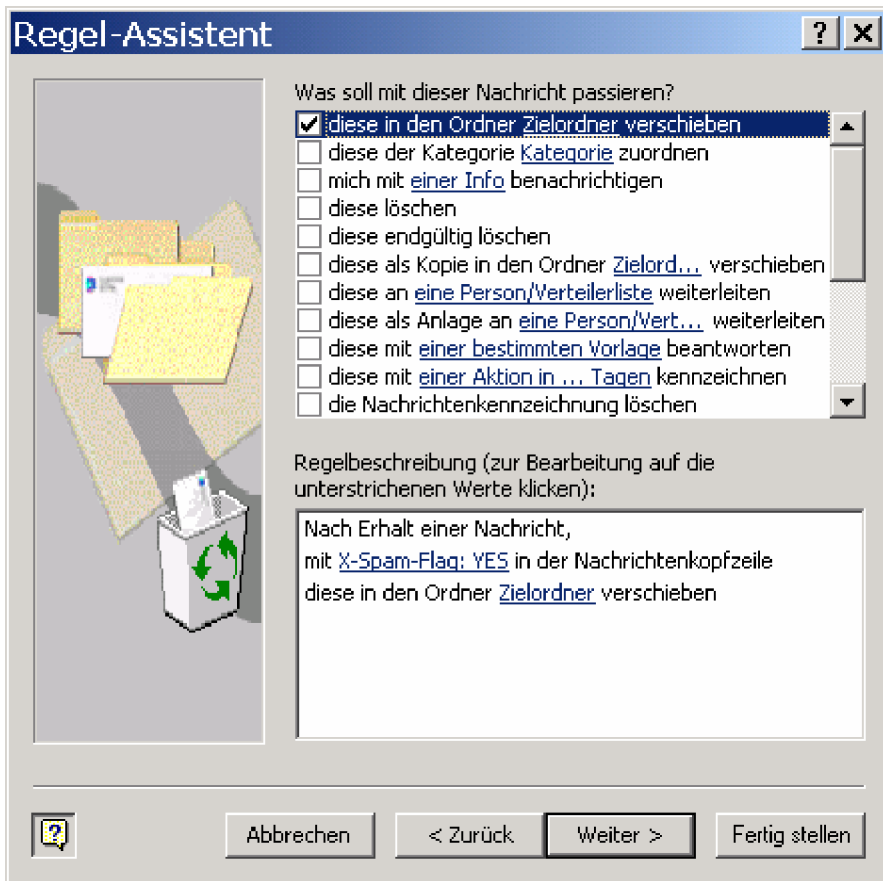 Regel-Assistent
Was soll mit dieser Nachricht passieren?
diese in den Ordner Zielordner verschieben
diese der Kategorie Kategorie zuordnen
mich mit einer Info benachrichtigen
diese löschen
diese endgültig löschen
diese als Kopie in den Ordner Zielord... verschieben
diese an eine Person/Verteilerliste weiterleiten
diese als Anlage an eine Person/Vert... weiterleiten
diese mit einer bestimmten Vorlage beantworten
diese mit einer Aktion in ... Tagen kennzeichnen
die Nachrichtenkennzeichnung löschen
Regelbeschreibung (zur Bearbeitung auf die
unterstrichenen Werte klicken):
Nach Erhalt einer Nachricht,
mit X-Spam-Flag: YES in der Nachrichtenkopfzeile
diese in den Ordner Zielordner verschieben
Abbrechen
< Zurück
Weiter >
Fertig stellen